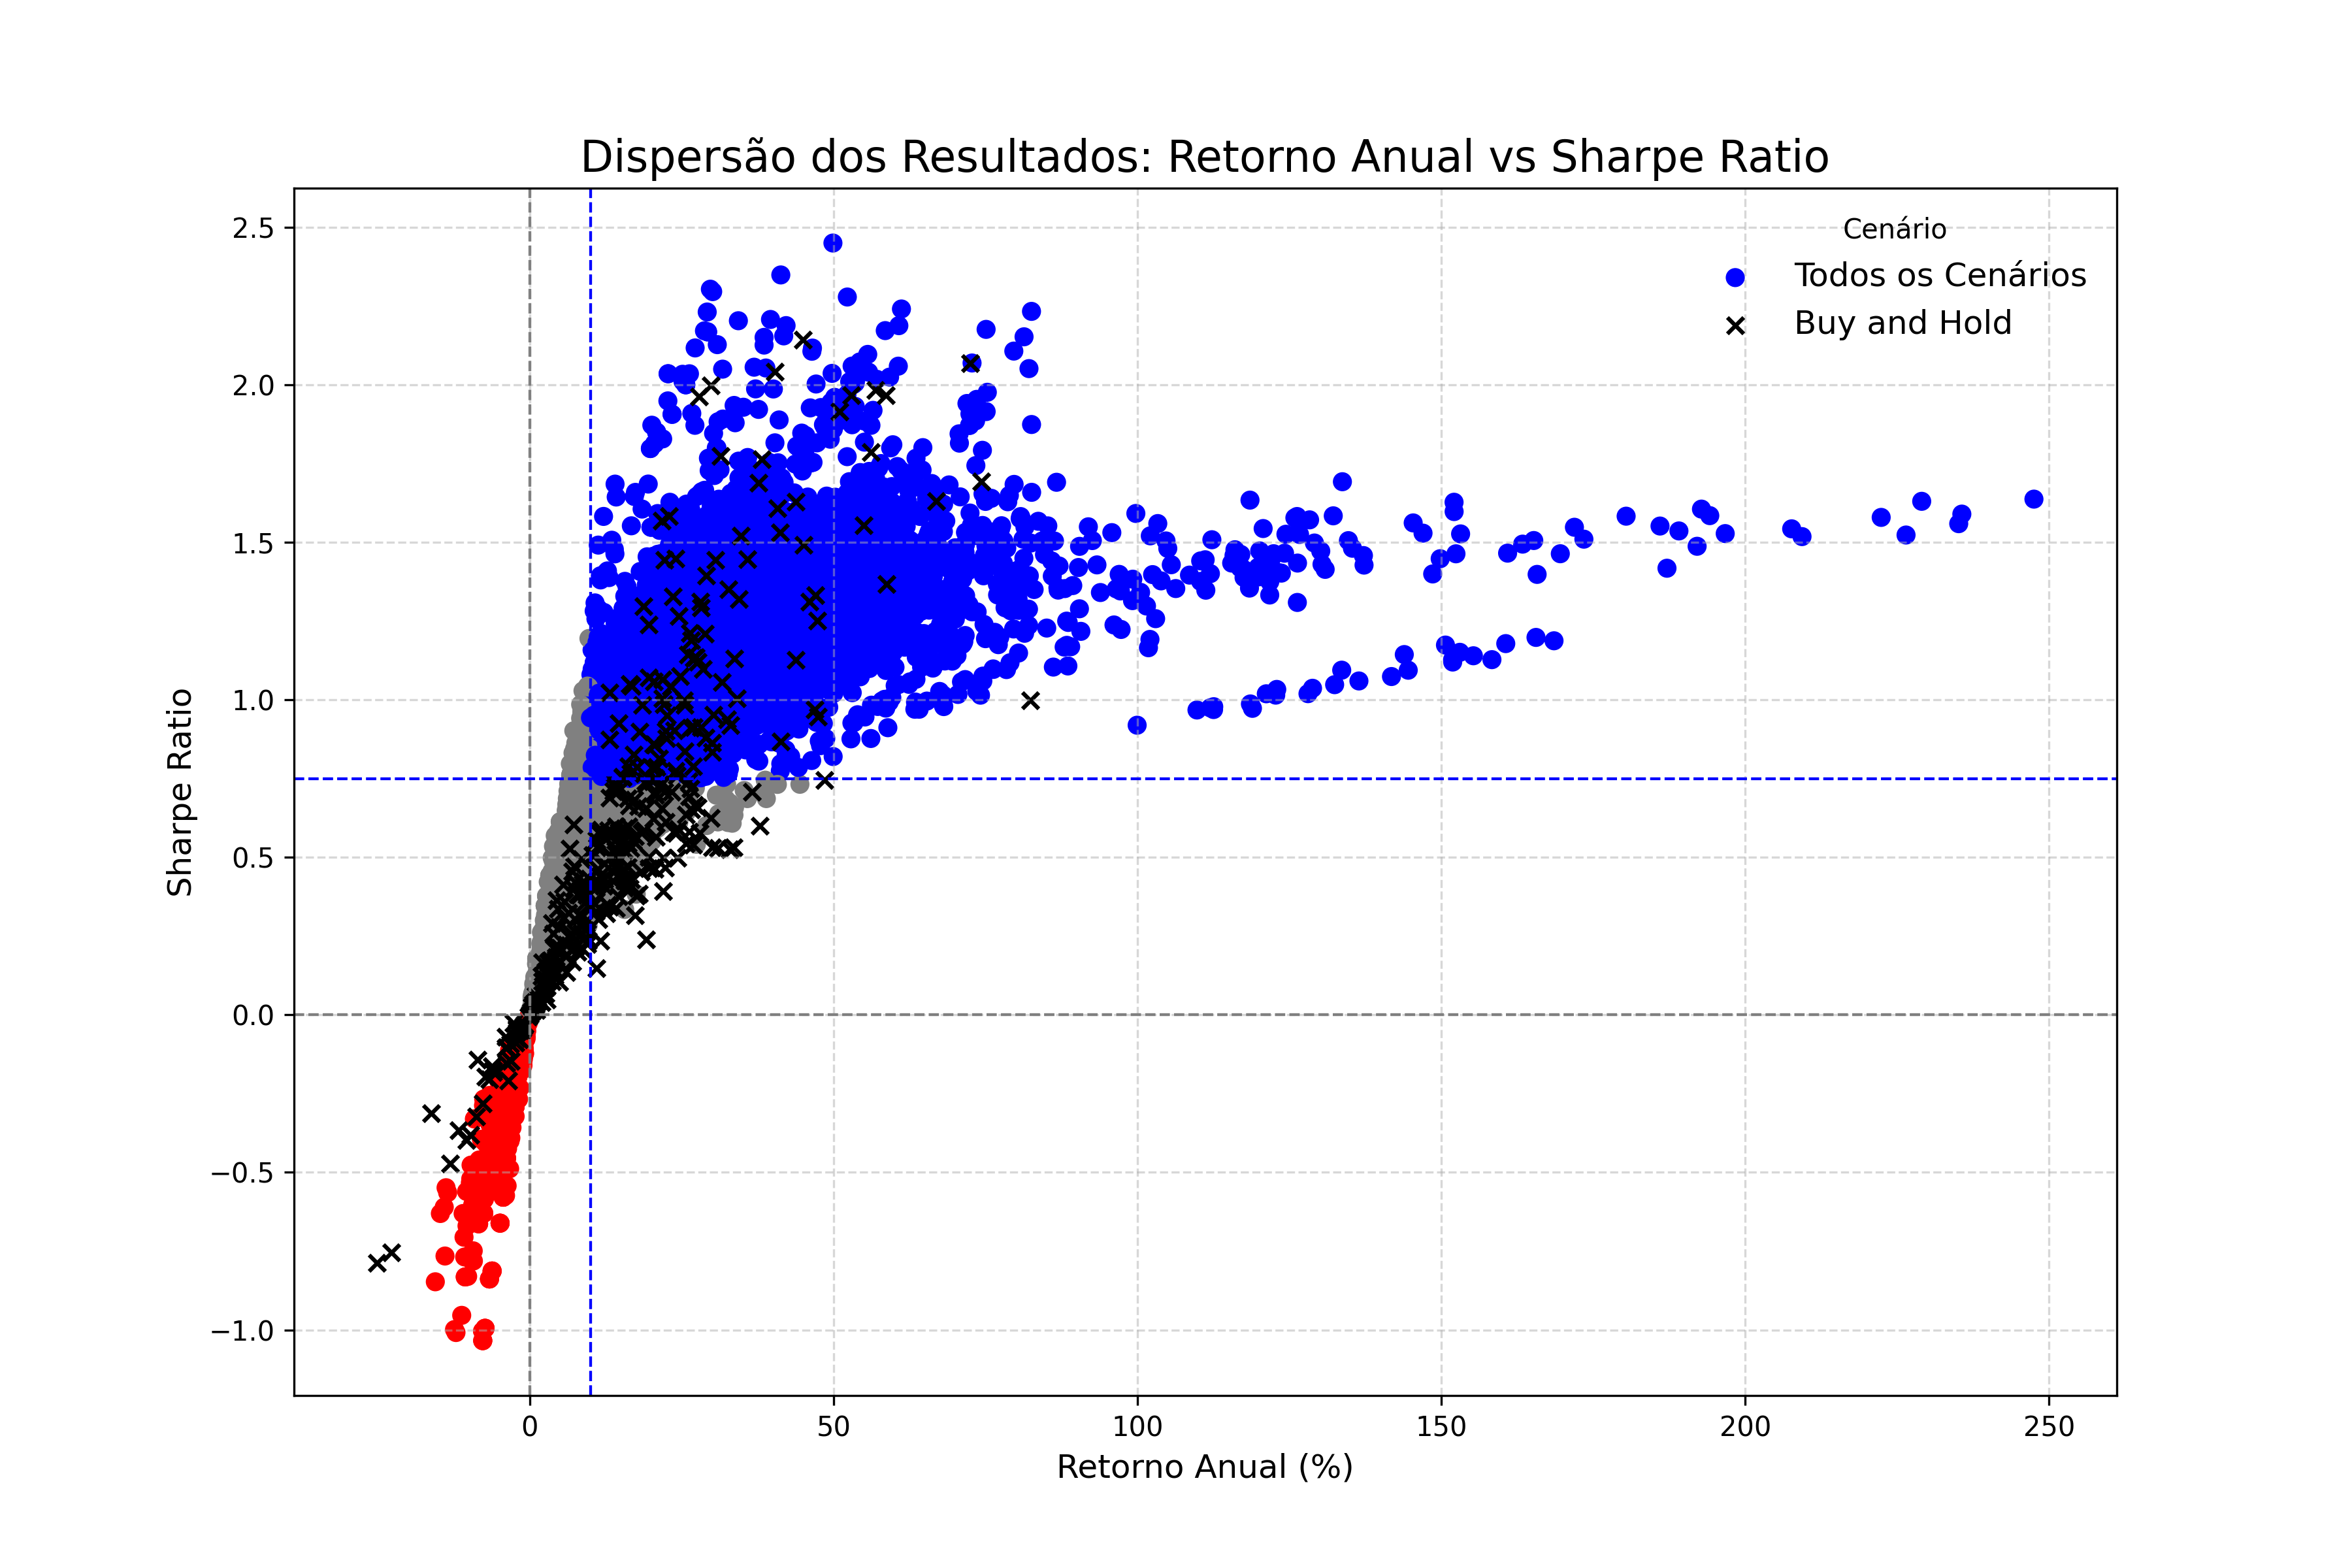 Dispersão dos Resultados: Retorno Anual vs Sharpe Ratio
Cenário
Todos os Cenários
Buy and Hold
Sharpe Ratio
2.5
2.0
1.5
1.0
0.5
0.0
−0.5
−1.0
0 50 100 150 200 250
Retorno Anual (%)